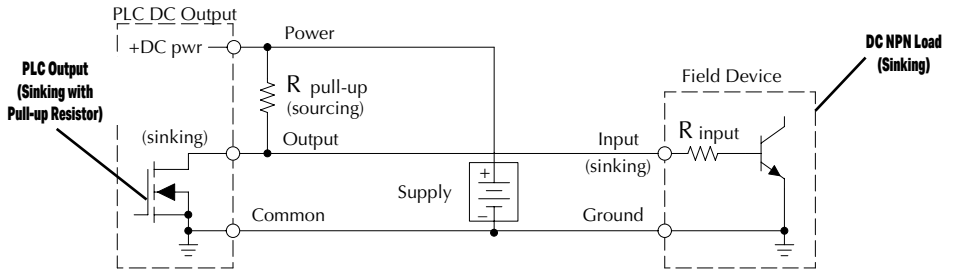 PLC DC Output
+DC pwr
Power
PLC Output
(Sinking with
Pull-up Resistor)
R pull-up
(sourcing)
(sinking)
Output
Supply
+
−
Common
Input
(sinking)
Ground
Field Device
R input
DC NPN Load
(Sinking)